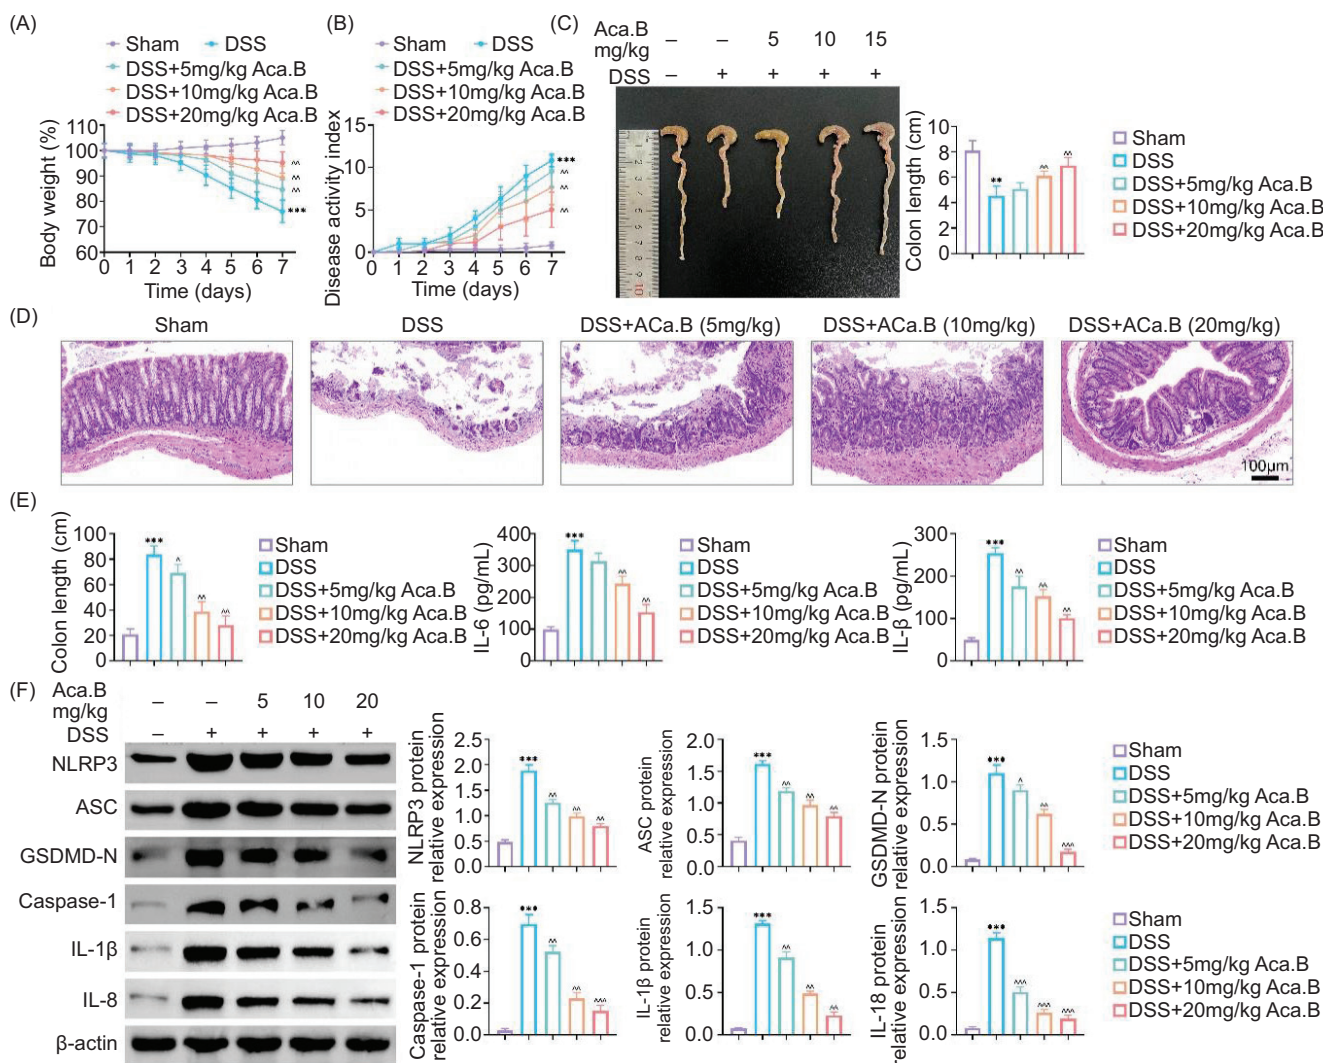 (A)
Sham DSS
DSS+5mg/kg Aca.B
DSS+10mg/kg Aca.B
DSS+20mg/kg Aca.B
Body weight (%)
110
100
90
80
70
60
^^
^^
^^
***
0 1 2 3 4 5 6 7
Time (days)
(B)
Sham DSS
DSS+5mg/kg Aca.B
DSS+10mg/kg Aca.B
DSS+20mg/kg Aca.B
Disease activity index
15
10
5
0
***
^^
^^
^^
0 1 2 3 4 5 6 7
Time (days)
(C)
Aca.B mg/kg – – 5 10 15
DSS – + + + +
Colon length (cm)
10
8
6
4
2
0
** ^^ ^^
Sham
DSS
DSS+5mg/kg Aca.B
DSS+10mg/kg Aca.B
DSS+20mg/kg Aca.B
(D)
Sham DSS DSS+ACa.B (5mg/kg) DSS+ACa.B (10mg/kg) DSS+ACa.B (20mg/kg)
100µm
(E)
Colon length (cm)
100
80
60
40
20
0
*** ^ ^^ ^^
Sham
DSS
DSS+5mg/kg Aca.B
DSS+10mg/kg Aca.B
DSS+20mg/kg Aca.B
IL-6 (pg/mL)
400
300
200
100
0
*** ^^ ^^
Sham
DSS
DSS+5mg/kg Aca.B
DSS+10mg/kg Aca.B
DSS+20mg/kg Aca.B
IL-β (pg/mL)
300
200
100
0
*** ^^ ^^ ^^
Sham
DSS
DSS+5mg/kg Aca.B
DSS+10mg/kg Aca.B
DSS+20mg/kg Aca.B
(F)
Aca.B mg/kg – – 5 10 20
DSS – + + + +
NLRP3
ASC
GSDMD-N
Caspase-1
IL-1β
IL-8
β-actin
NLRP3 protein
relative expression
2.5
2.0
1.5
1.0
0.5
0.0
*** ^^ ^^ ^^
ASC protein
relative expression
2.0
1.5
1.0
0.5
0.0
*** ^^ ^^ ^^
GSDMD-N protein
relative expression
1.5
1.0
0.5
0.0
*** ^ ^^ ^^^
Sham
DSS
DSS+5mg/kg Aca.B
DSS+10mg/kg Aca.B
DSS+20mg/kg Aca.B
Caspase-1 protein
relative expression
0.8
0.6
0.4
0.2
0.0
*** ^^ ^^ ^^^
IL-1β protein
relative expression
1.5
1.0
0.5
0.0
*** ^^ ^^ ^^
IL-18 protein
relative expression
1.5
1.0
0.5
0.0
*** ^^^ ^^^ ^^^
Sham
DSS
DSS+5mg/kg Aca.B
DSS+10mg/kg Aca.B
DSS+20mg/kg Aca.B